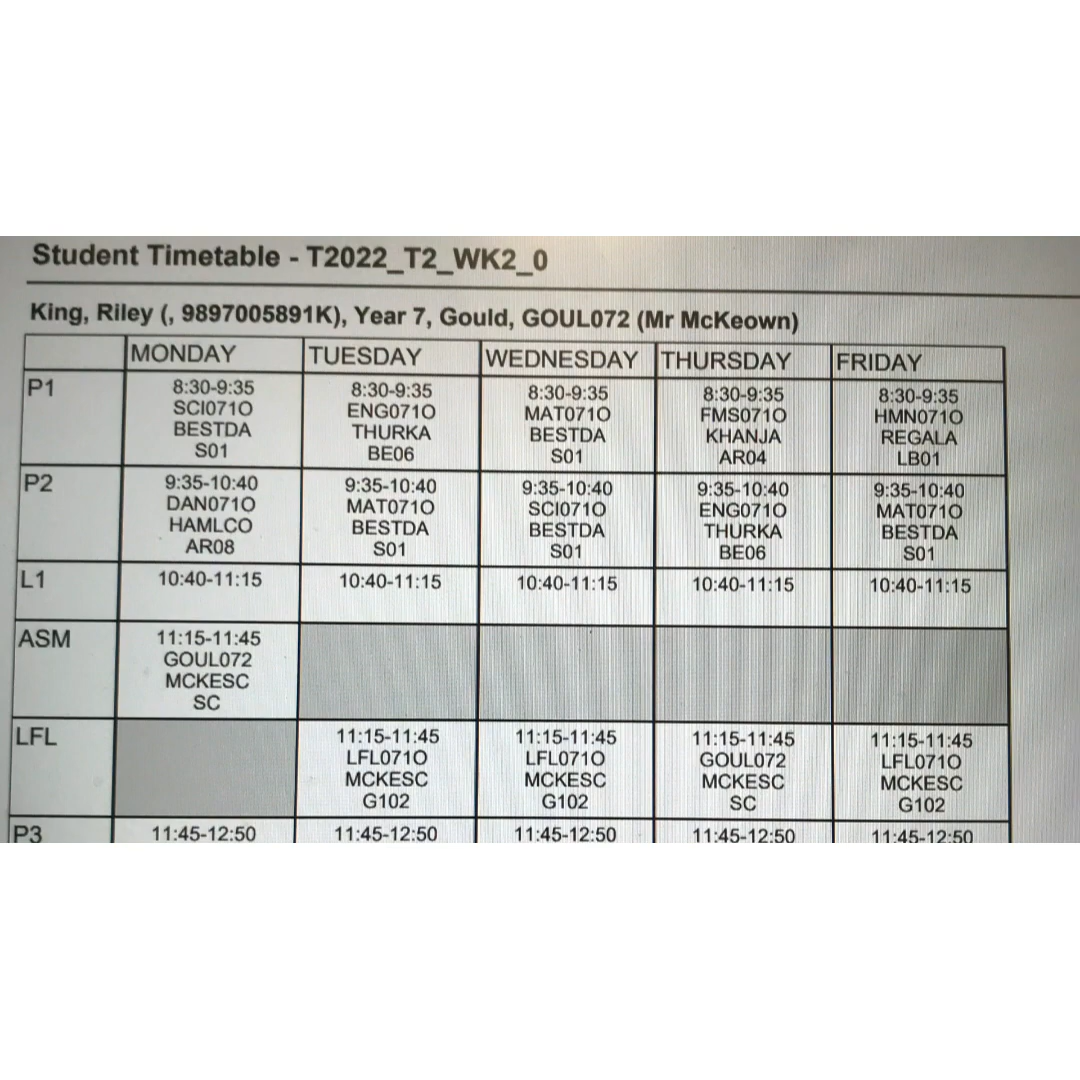 Student Timetable - T2022_T2_WK2_0
King, Riley (, 9897005891K), Year 7, Gould, GOUL072 (Mr McKeown)
MONDAY TUESDAY WEDNESDAY THURSDAY FRIDAY
P1 8:30-9:35 8:30-9:35 8:30-9:35 8:30-9:35 8:30-9:35
SCI071O ENG071O MAT071O FMS071O HMN071O
BESTDA THURKA BESTDA KHANJA REGALA
S01 BE06 S01 AR04 LB01
P2 9:35-10:40 9:35-10:40 9:35-10:40 9:35-10:40 9:35-10:40
DAN071O MAT071O SCI071O ENG071O MAT071O
HAMLCO BESTDA BESTDA THURKA BESTDA
AR08 S01 S01 BE06 S01
L1 10:40-11:15 10:40-11:15 10:40-11:15 10:40-11:15 10:40-11:15
ASM 11:15-11:45
GOUL072
MCKESC
SC
LFL 11:15-11:45 11:15-11:45 11:15-11:45 11:15-11:45
LFL071O LFL071O GOUL072 LFL071O
MCKESC MCKESC MCKESC MCKESC
G102 G102 SC G102
P3 11:45-12:50 11:45-12:50 11:45-12:50 11:45-12:50 11:45-12:50